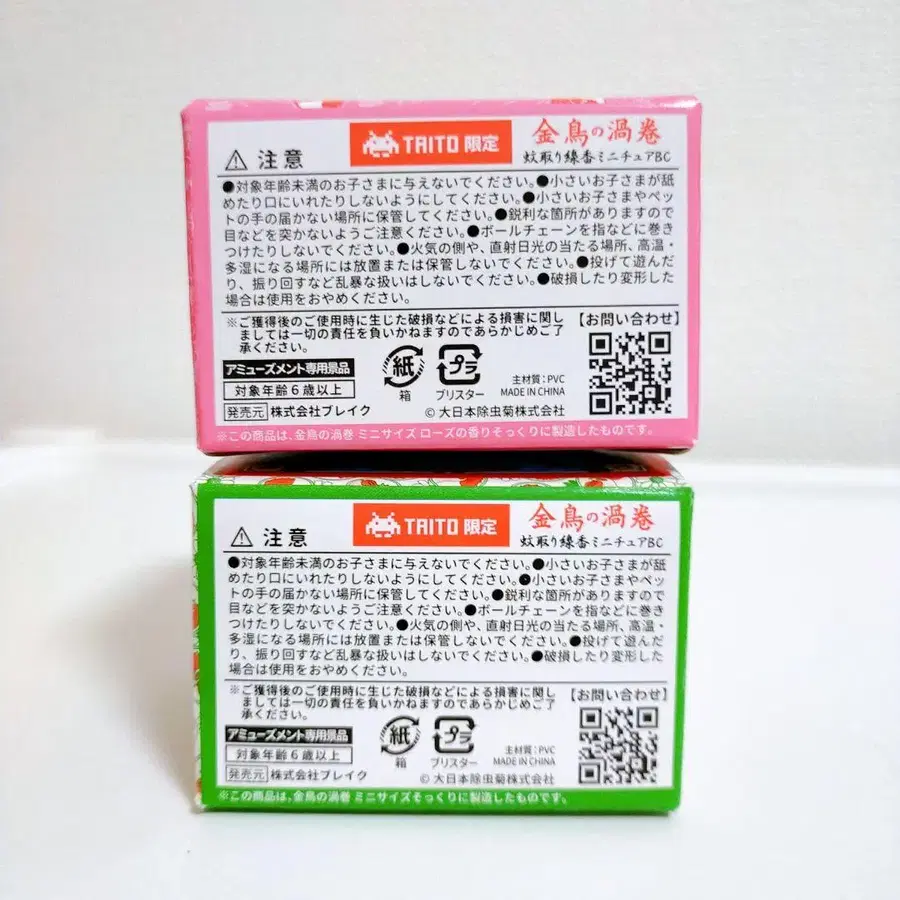 ⚠ 注意
TAITO 限定
金鳥の渦巻
蚊取り線香ミニチュアBC
●対象年齢未満のお子さまに与えないでください。●小さいお子さまが舐
めたり口にいれたりしないようにしてください。●小さいお子さまやペッ
トの手の届かない場所に保管してください。●鋭利な箇所がありますので
目などを突かないようご注意ください。●ボールチェーンを指などに巻き
つけたりしないでください。●火気の側や、直射日光の当たる場所、高温・
多湿になる場所には放置または保管しないでください。●投げて遊んだ
り、振り回すなど乱暴な扱いはしないでください。●破損したり変形した
場合は使用をおやめください。
※ご獲得後のご使用時に生じた破損などによる損害に関し
ましては一切の責任を負いかねますのであらかじめご了
承ください。
【お問い合わせ】
アミューズメント専用景品
対象年齢6歳以上
発売元 株式会社ブレイク
紙
箱
プラ
ブリスター
主材質:PVC
MADE IN CHINA
© 大日本除虫菊株式会社
※この商品は、金鳥の渦巻 ミニサイズ ローズの香りそっくりに製造したものです。
⚠ 注意
TAITO 限定
金鳥の渦巻
蚊取り線香ミニチュアBC
●対象年齢未満のお子さまに与えないでください。●小さいお子さまが舐
めたり口にいれたりしないようにしてください。●小さいお子さまやペッ
トの手の届かない場所に保管してください。●鋭利な箇所がありますので
目などを突かないようご注意ください。●ボールチェーンを指などに巻き
つけたりしないでください。●火気の側や、直射日光の当たる場所、高温・
多湿になる場所には放置または保管しないでください。●投げて遊んだ
り、振り回すなど乱暴な扱いはしないでください。●破損したり変形した
場合は使用をおやめください。
※ご獲得後のご使用時に生じた破損などによる損害に関し
ましては一切の責任を負いかねますのであらかじめご了
承ください。
【お問い合わせ】
アミューズメント専用景品
対象年齢6歳以上
発売元 株式会社ブレイク
紙
箱
プラ
ブリスター
主材質:PVC
MADE IN CHINA
© 大日本除虫菊株式会社
※この商品は、金鳥の渦巻 ミニサイズそっくりに製造したものです。